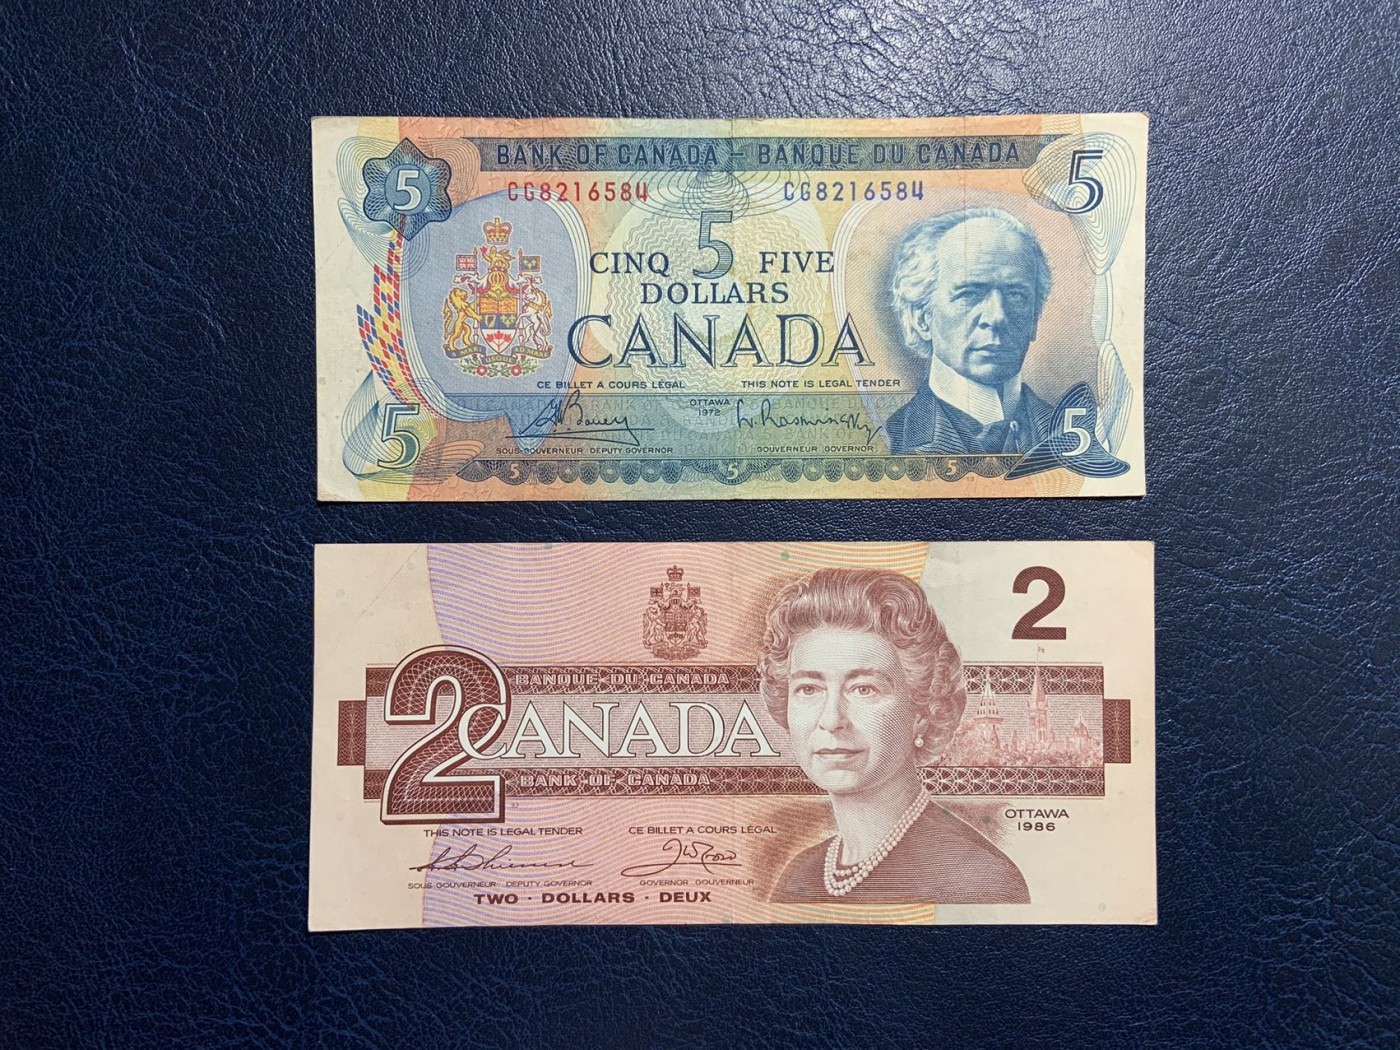 BANK OF CANADA – BANQUE DU CANADA
5
5
CG8216584 CG8216584
5
CINQ FIVE
DOLLARS
CANADA
CE BILLET A COURS LÉGAL THIS NOTE IS LEGAL TENDER
OTTAWA
1972
SOUS-GOUVERNEUR DEPUTY GOVERNOR GOUVERNEUR GOVERNOR
5
5
5 5 5
2
2
BANQUE · DU · CANADA
CANADA
BANK · OF · CANADA
OTTAWA
1986
THIS NOTE IS LEGAL TENDER CE BILLET A COURS LÉGAL
SOUS GOUVERNEUR DEPUTY GOVERNOR GOVERNOR GOUVERNEUR
TWO · DOLLARS · DEUX